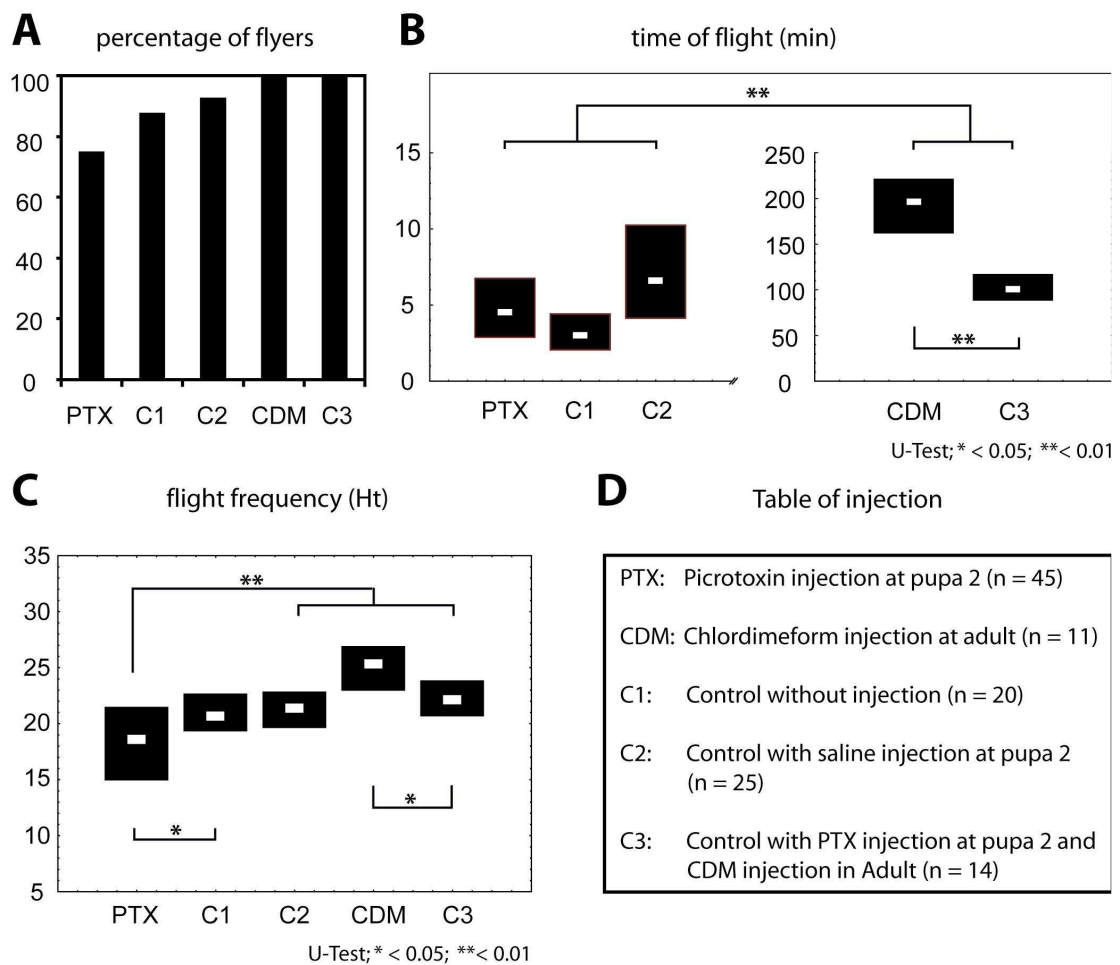 A percentage of flyers
100
80
60
40
20
0
PTX C1 C2 CDM C3
B time of flight (min)
**
15
10
5
0
PTX C1 C2
250
200
150
100
50
0
**
CDM C3
U-Test; * < 0.05; **< 0.01
C flight frequency (Ht)
35
30
25
20
15
10
5
**
*
*
PTX C1 C2 CDM C3
U-Test; * < 0.05; **< 0.01
D Table of injection
PTX: Picrotoxin injection at pupa 2 (n = 45)
CDM: Chlordimeform injection at adult (n = 11)
C1: Control without injection (n = 20)
C2: Control with saline injection at pupa 2
(n = 25)
C3: Control with PTX injection at pupa 2 and
CDM injection in Adult (n = 14)